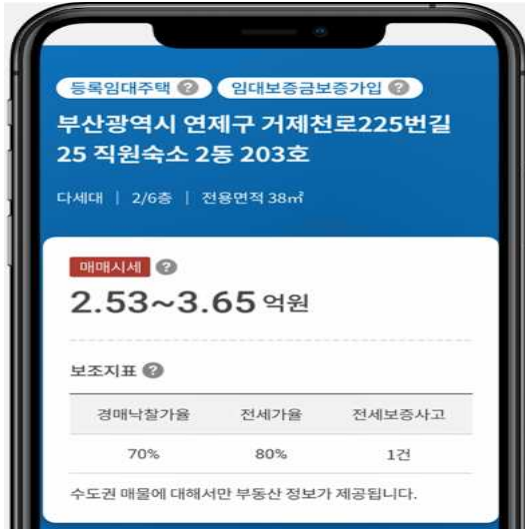 등록임대주택 ? 임대보증금보증가입 ?
부산광역시 연제구 거제천로225번길
25 직원숙소 2동 203호
다세대 | 2/6층 | 전용면적 38㎡
매매시세 ?
2.53~3.65 억원
보조지표 ?
경매낙찰가율 전세가율 전세보증사고
70% 80% 1건
수도권 매물에 대해서만 부동산 정보가 제공됩니다.